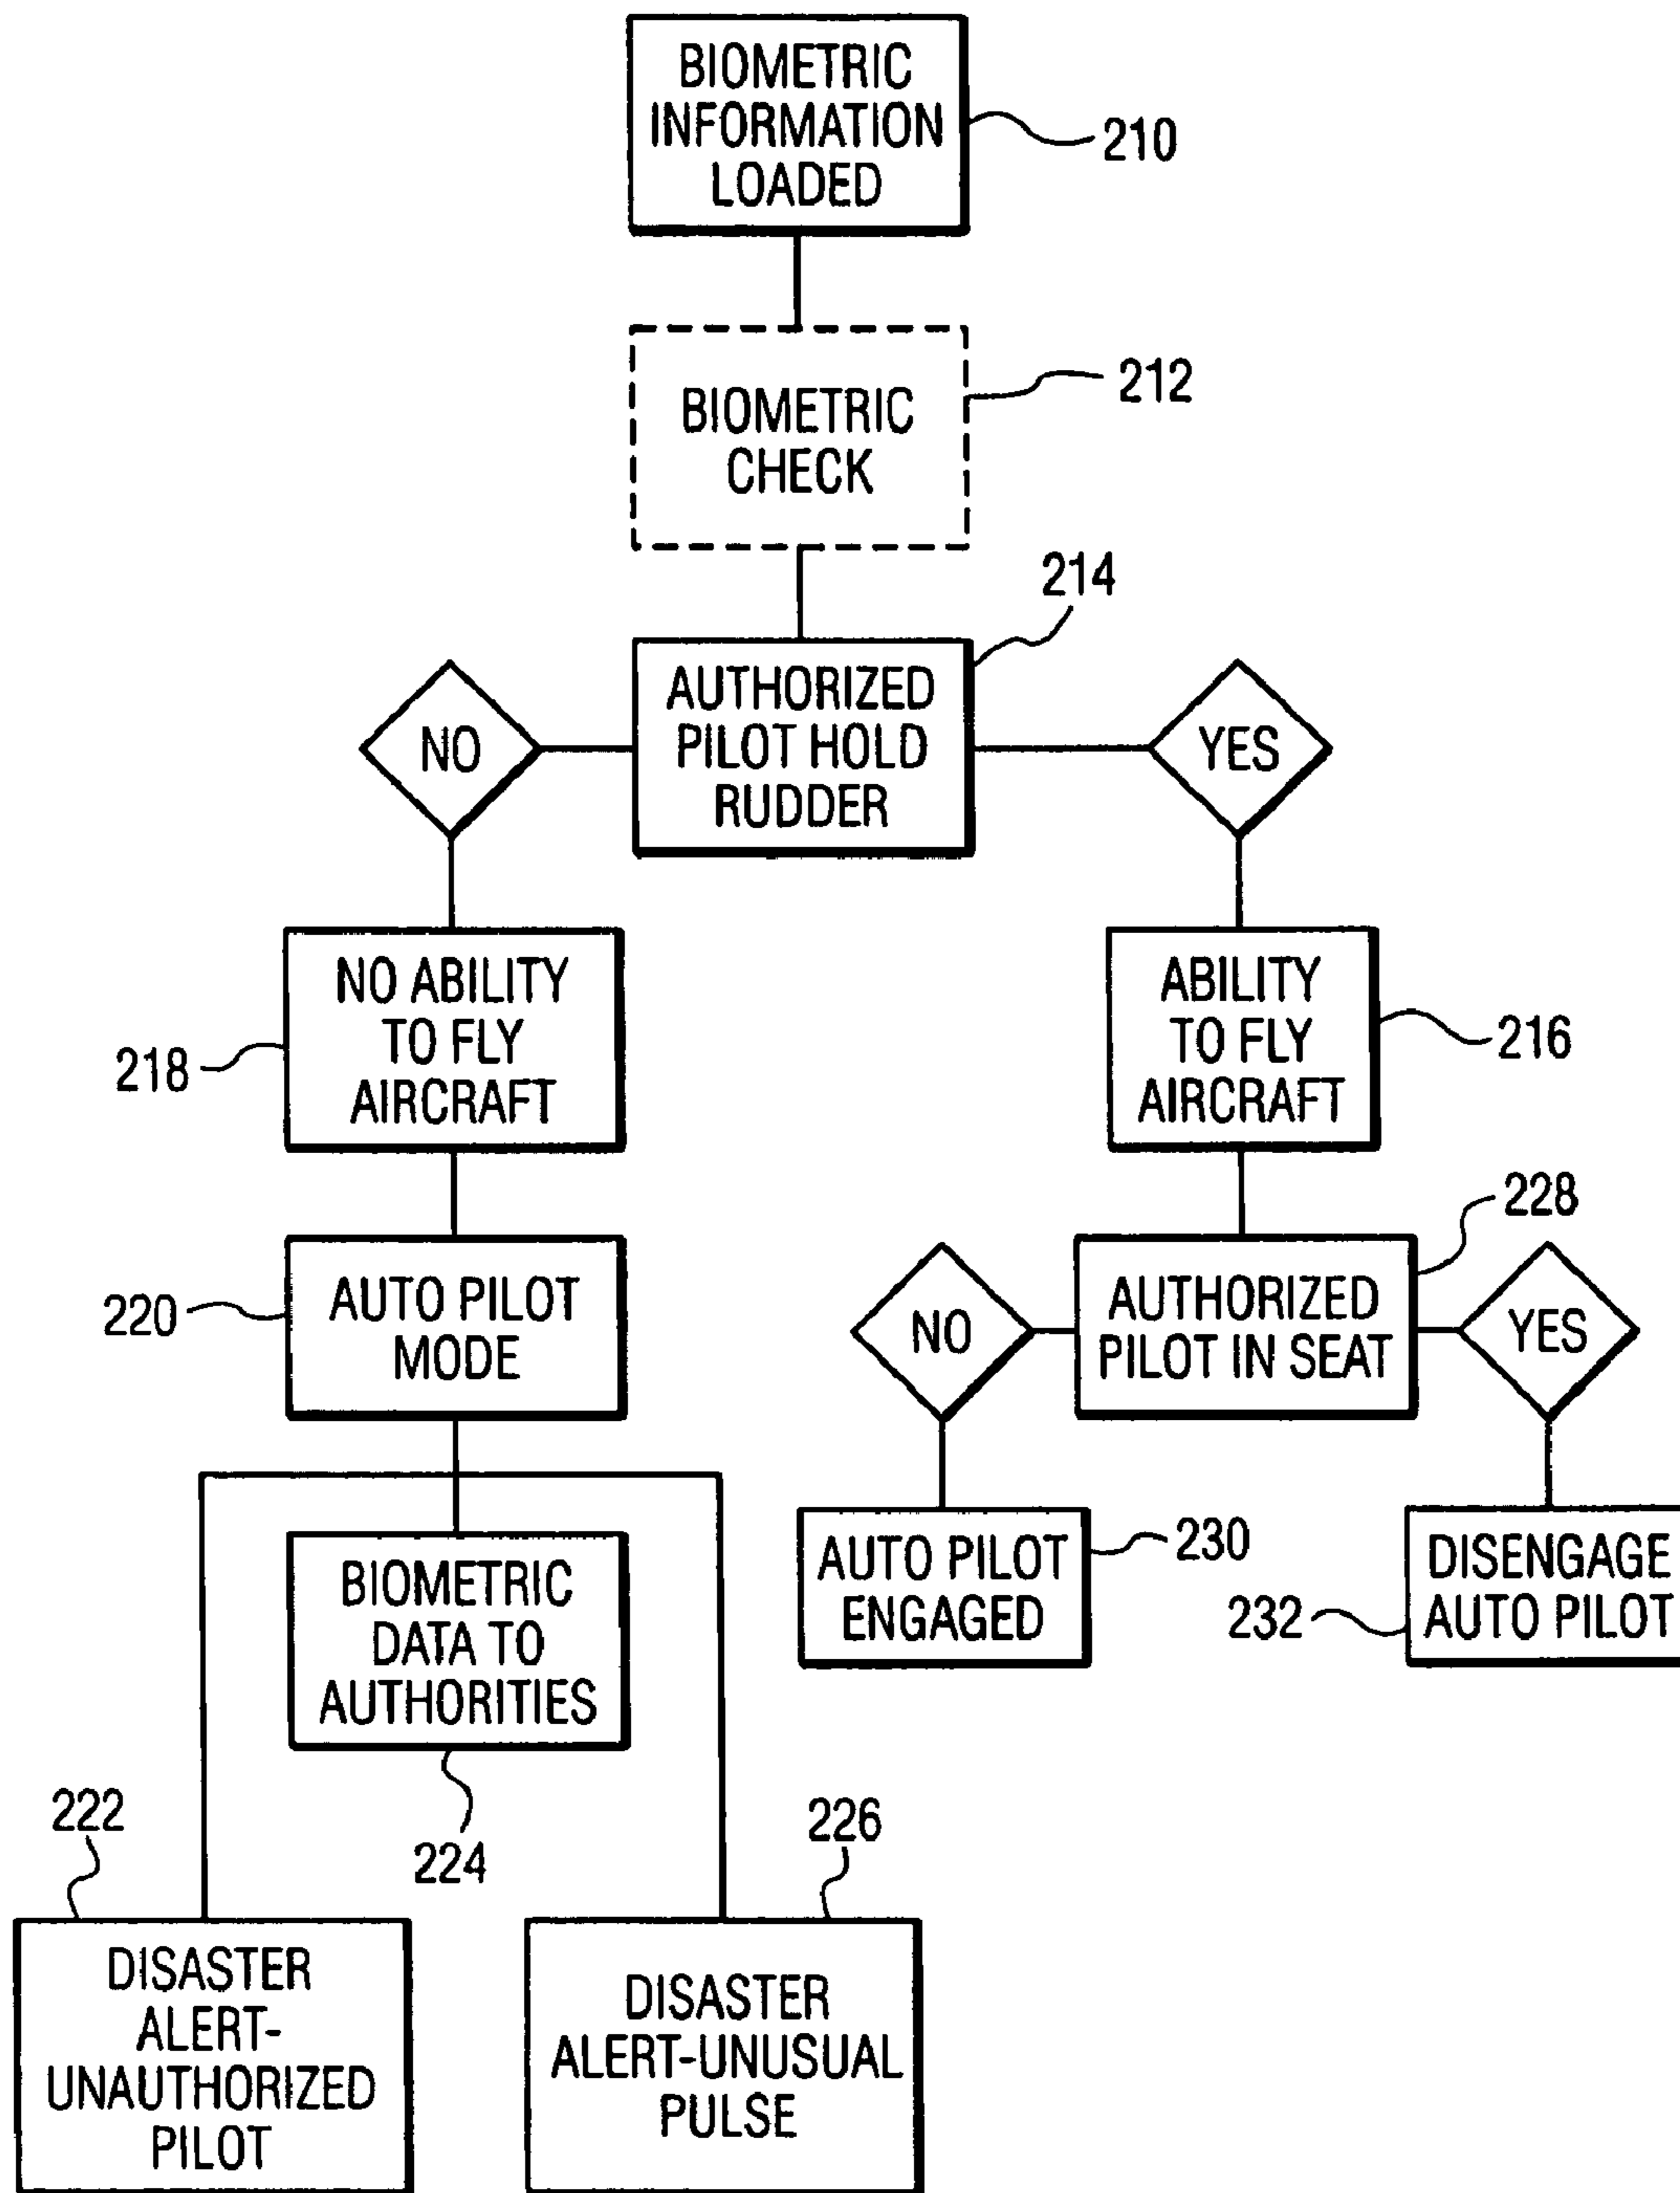 BIOMETRIC
INFORMATION
LOADED
210
BIOMETRIC
CHECK
212
214
AUTHORIZED
PILOT HOLD
RUDDER
NO
YES
NO ABILITY
TO FLY
AIRCRAFT
218
ABILITY
TO FLY
AIRCRAFT
216
AUTO PILOT
MODE
220
228
AUTHORIZED
PILOT IN SEAT
NO
YES
AUTO PILOT
ENGAGED
230
DISENGAGE
AUTO PILOT
232
BIOMETRIC
DATA TO
AUTHORITIES
224
222
226
DISASTER
ALERT-
UNAUTHORIZED
PILOT
DISASTER
ALERT-UNUSUAL
PULSE